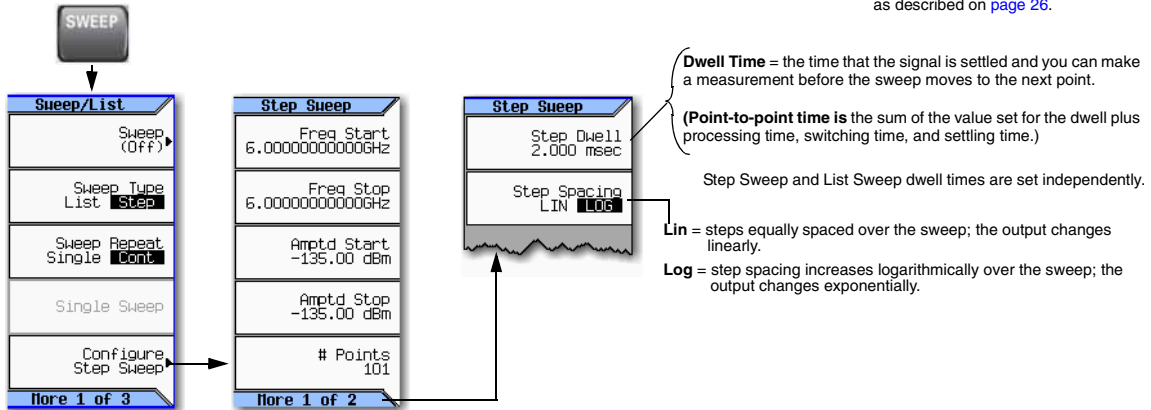 as described on page 26.
SWEEP
Sweep/List
Sweep
(Off)
Sweep Type
List Step
Sweep Repeat
Single Cont
Single Sweep
Configure
Step Sweep
More 1 of 3
Step Sweep
Freq Start
6.00000000000GHz
Freq Stop
6.00000000000GHz
Amptd Start
-135.00 dBm
Amptd Stop
-135.00 dBm
# Points
101
More 1 of 2
Step Sweep
Step Dwell
2.000 msec
Step Spacing
LIN LOG
Dwell Time = the time that the signal is settled and you can make
a measurement before the sweep moves to the next point.
(Point-to-point time is the sum of the value set for the dwell plus
processing time, switching time, and settling time.)
Step Sweep and List Sweep dwell times are set independently.
Lin = steps equally spaced over the sweep; the output changes
linearly.
Log = step spacing increases logarithmically over the sweep; the
output changes exponentially.